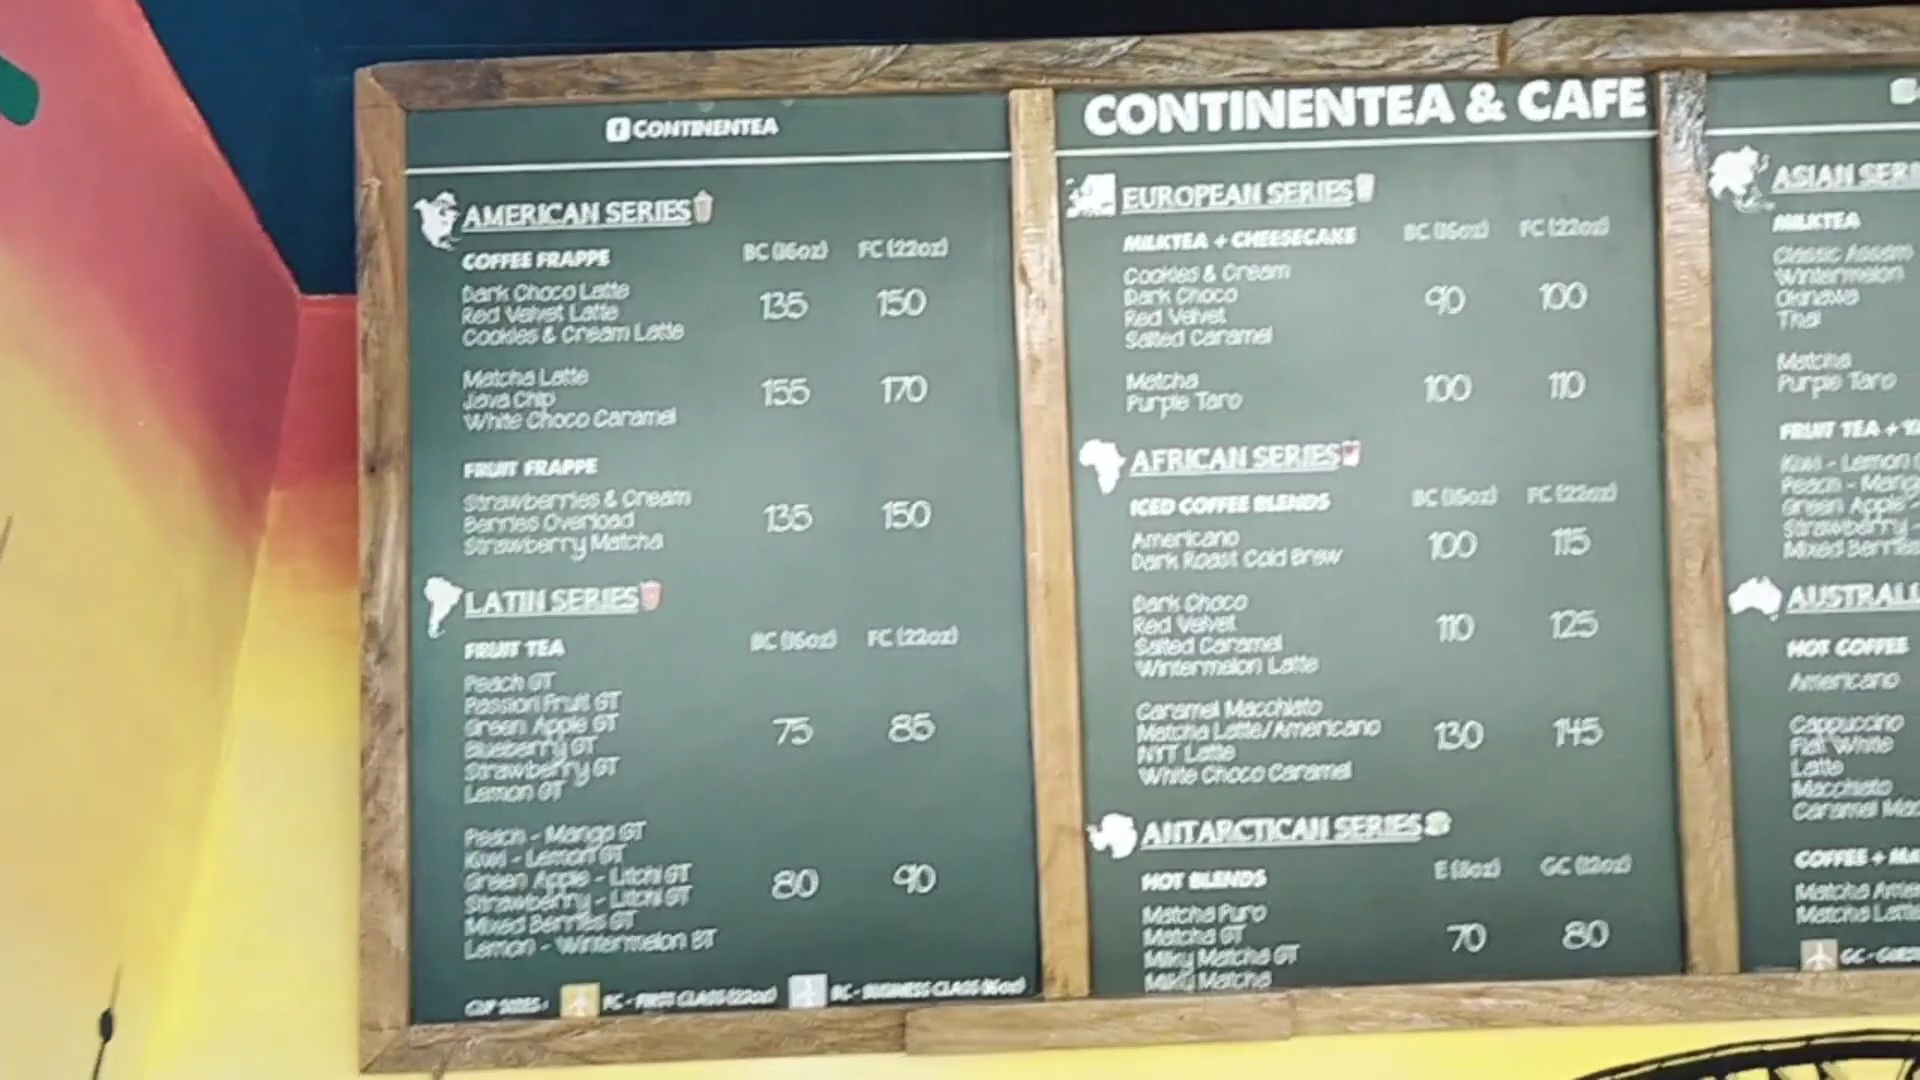 CONTINENTEA
AMERICAN SERIES
COFFEE FRAPPE BC (16oz) FC (22oz)
Dark Choco Latte
Red Velvet Latte 135 150
Cookies & Cream Latte
Matcha Latte
Java Chip 155 170
White Choco Caramel
FRUIT FRAPPE
Strawberries & Cream
Berries Overload 135 150
Strawberry Matcha
LATIN SERIES
FRUIT TEA BC (16oz) FC (22oz)
Peach GT
Passion Fruit GT
Green Apple GT 75 85
Blueberry GT
Strawberry GT
Lemon GT
Peach - Mango GT
Kiwi - Lemon GT
Green Apple - Litchi GT 80 90
Strawberry - Litchi GT
Mixed Berries GT
Lemon - Wintermelon BT
CUP SIZES: FC - FIRST CLASS (22oz) BC - BUSINESS CLASS (16oz)
CONTINENTEA & CAFE
EUROPEAN SERIES
MILKTEA + CHEESECAKE BC (16oz) FC (22oz)
Cookies & Cream
Dark Choco 90 100
Red Velvet
Salted Caramel
Matcha 100 110
Purple Taro
AFRICAN SERIES
ICED COFFEE BLENDS BC (16oz) FC (22oz)
Americano 100 115
Dark Roast Cold Brew
Dark Choco
Red Velvet 110 125
Salted Caramel
Wintermelon Latte
Caramel Macchiato
Matcha Latte/Americano 130 145
NYT Latte
White Choco Caramel
ANTARCTICAN SERIES
HOT BLENDS E (8oz) GC (12oz)
Matcha Puro
Matcha GT 70 80
Milky Matcha GT
Milky Matcha
ASIAN SERI
MILKTEA
Classic Assam
Wintermelon
Okinawa
Thai
Matcha
Purple Taro
FRUIT TEA + YA
Kiwi - Lemon
Peach - Mang
Green Apple -
Strawberry -
Mixed Berries
AUSTRALI
HOT COFFEE
Americano
Cappuccino
Flat White
Latte
Macchiato
Caramel Mac
COFFEE + MA
Matcha Ame
Matcha Latte
GC - GUES